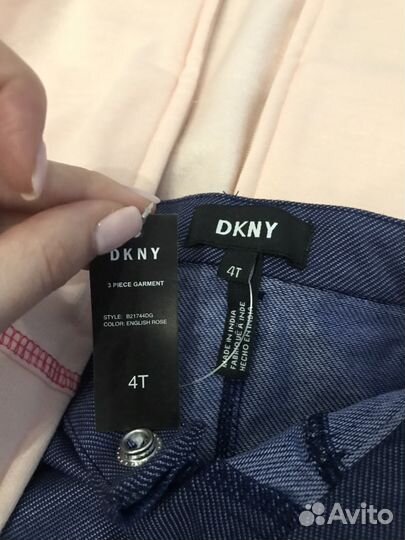 DKNY
3 PIECE GARMENT
STYLE: B21744DG
COLOR: ENGLISH ROSE
4T
DKNY
4T
MADE IN INDIA
FABRIQUÉ À INDE
HECHO EN INDIA
Avito